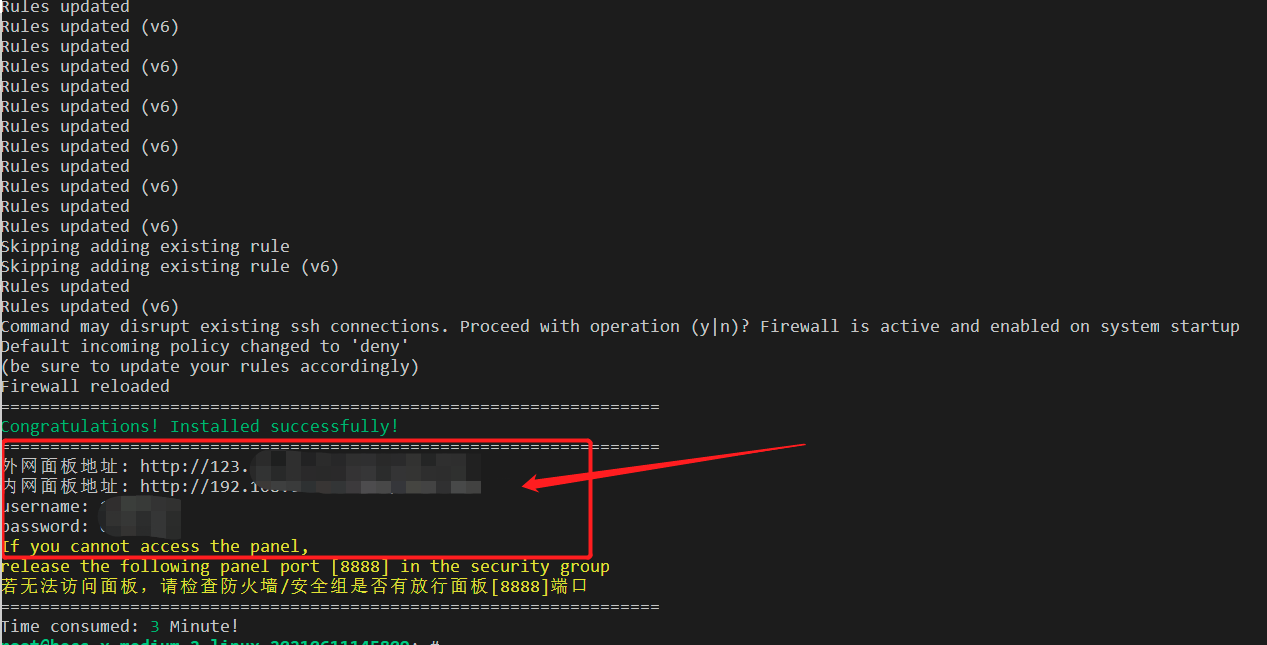 Rules updated
Rules updated (v6)
Rules updated
Rules updated (v6)
Rules updated
Rules updated (v6)
Rules updated
Rules updated (v6)
Rules updated
Rules updated (v6)
Rules updated
Rules updated (v6)
Skipping adding existing rule
Skipping adding existing rule (v6)
Rules updated
Rules updated (v6)
Command may disrupt existing ssh connections. Proceed with operation (y|n)? Firewall is active and enabled on system startup
Default incoming policy changed to 'deny'
(be sure to update your rules accordingly)
Firewall reloaded
==================================================================
Congratulations! Installed successfully!
==================================================================
外网面板地址: http://123.
内网面板地址: http://192.
username:
password:
If you cannot access the panel,
release the following panel port [8888] in the security group
若无法访问面板，请检查防火墙/安全组是否有放行面板[8888]端口
==================================================================
Time consumed: 3 Minute!